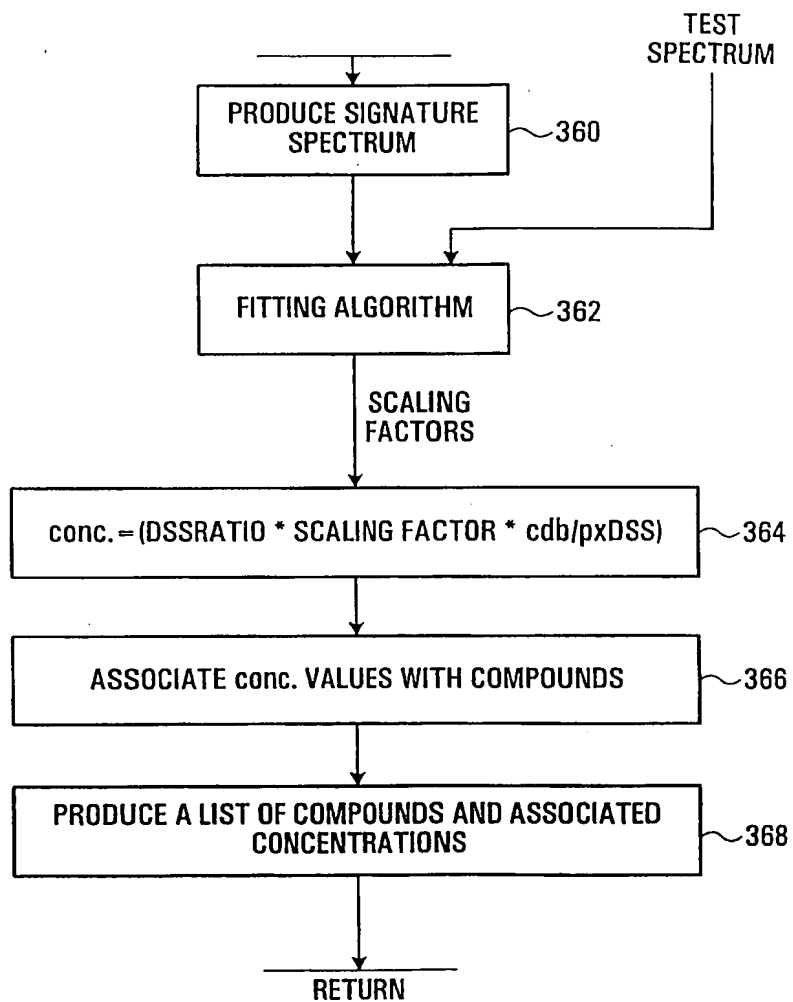 TEST
SPECTRUM
PRODUCE SIGNATURE
SPECTRUM
360
FITTING ALGORITHM
362
SCALING
FACTORS
conc.=(DSSRATIO * SCALING FACTOR * cdb/pxDSS)
364
ASSOCIATE conc. VALUES WITH COMPOUNDS
366
PRODUCE A LIST OF COMPOUNDS AND ASSOCIATED
CONCENTRATIONS
368
RETURN